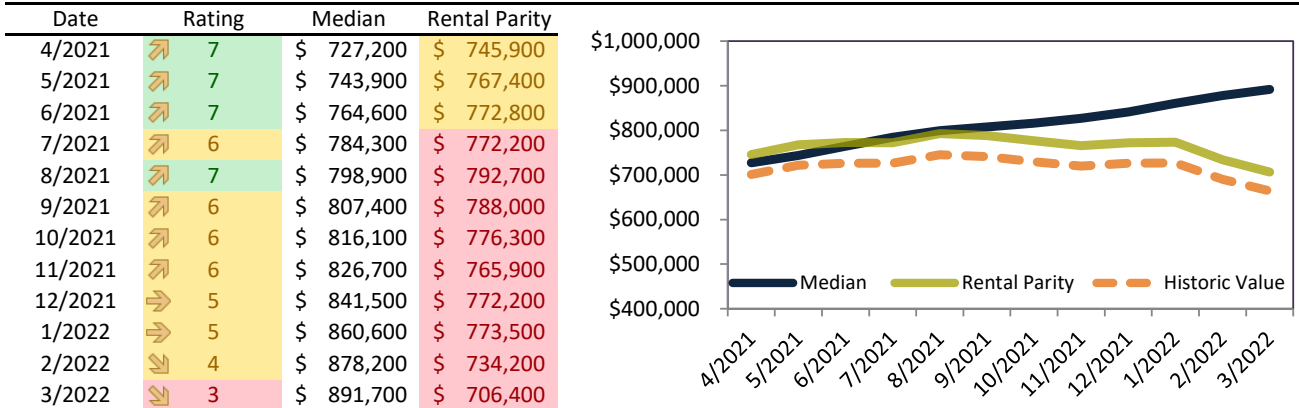 Date Rating Median Rental Parity
4/2021 7 $ 727,200 $ 745,900
5/2021 7 $ 743,900 $ 767,400
6/2021 7 $ 764,600 $ 772,800
7/2021 6 $ 784,300 $ 772,200
8/2021 7 $ 798,900 $ 792,700
9/2021 6 $ 807,400 $ 788,000
10/2021 6 $ 816,100 $ 776,300
11/2021 6 $ 826,700 $ 765,900
12/2021 5 $ 841,500 $ 772,200
1/2022 5 $ 860,600 $ 773,500
2/2022 4 $ 878,200 $ 734,200
3/2022 3 $ 891,700 $ 706,400
$1,000,000
$900,000
$800,000
$700,000
$600,000
$500,000
$400,000
Median Rental Parity Historic Value
4/2021 5/2021 6/2021 7/2021 8/2021 9/2021 10/2021 11/2021 12/2021 1/2022 2/2022 3/2022